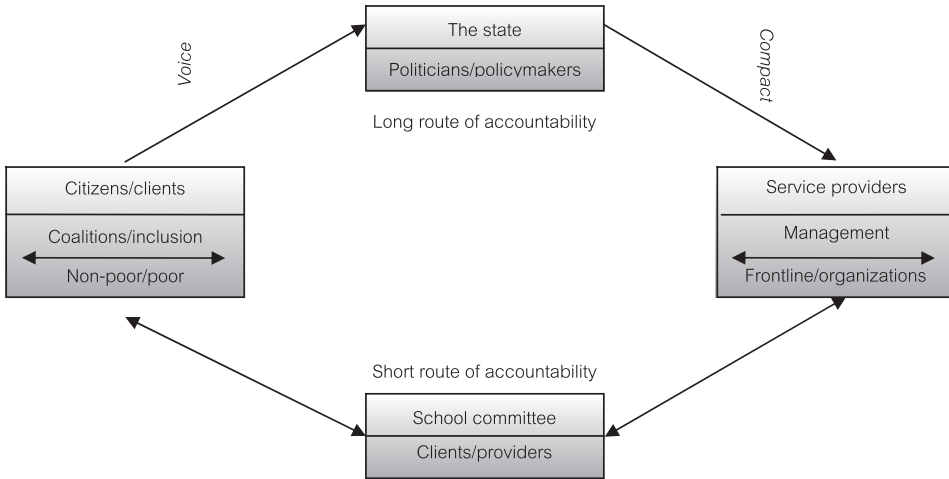 The state
Politicians/policymakers
Voice
Compact
Long route of accountability
Citizens/clients
Coalitions/inclusion
Non-poor/poor
Service providers
Management
Frontline/organizations
Short route of accountability
School committee
Clients/providers